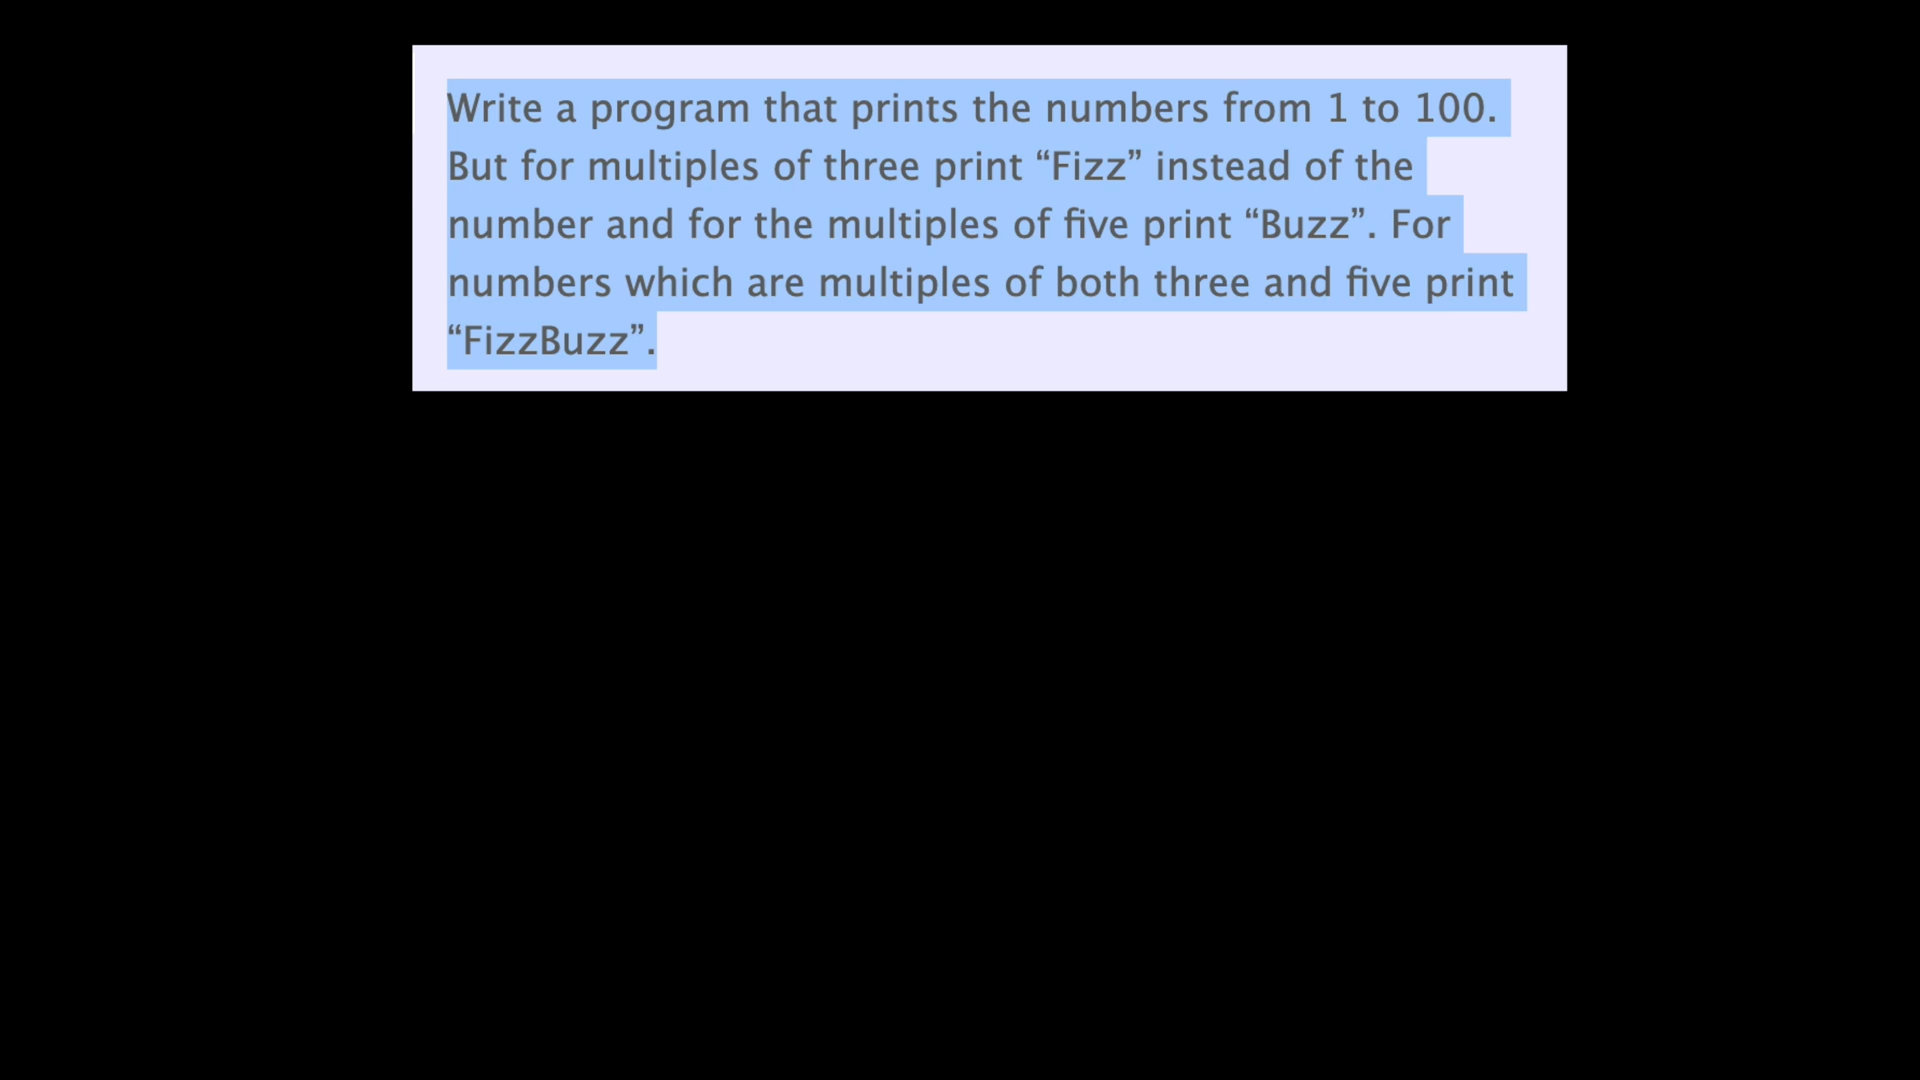 Write a program that prints the numbers from 1 to 100.
But for multiples of three print “Fizz” instead of the
number and for the multiples of five print “Buzz”. For
numbers which are multiples of both three and five print
“FizzBuzz”.